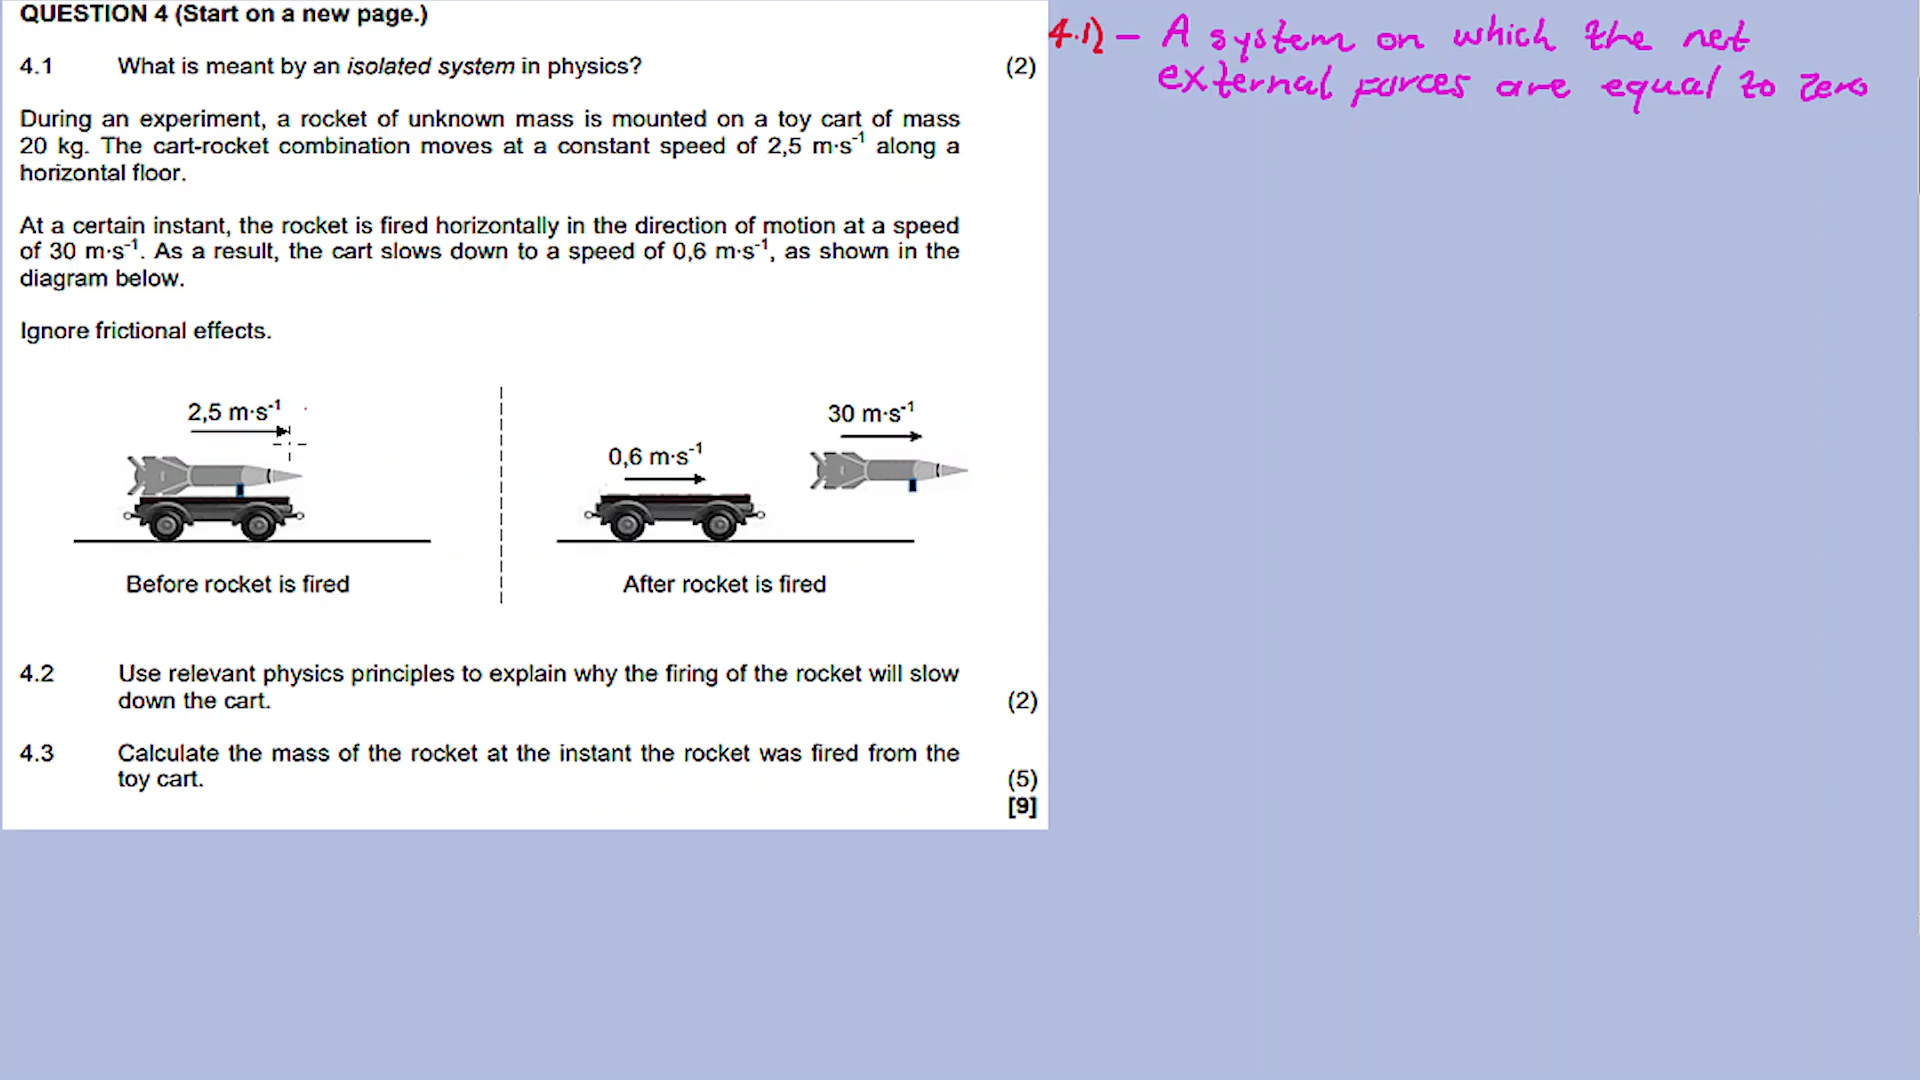 QUESTION 4 (Start on a new page.)
4.1 What is meant by an isolated system in physics? (2)
During an experiment, a rocket of unknown mass is mounted on a toy cart of mass
20 kg. The cart-rocket combination moves at a constant speed of 2,5 m·s⁻¹ along a
horizontal floor.
At a certain instant, the rocket is fired horizontally in the direction of motion at a speed
of 30 m·s⁻¹. As a result, the cart slows down to a speed of 0,6 m·s⁻¹, as shown in the
diagram below.
Ignore frictional effects.
2,5 m·s⁻¹
0,6 m·s⁻¹
30 m·s⁻¹
Before rocket is fired
After rocket is fired
4.2 Use relevant physics principles to explain why the firing of the rocket will slow
down the cart. (2)
4.3 Calculate the mass of the rocket at the instant the rocket was fired from the
toy cart. (5)
[9]
4.1) – A system on which the net
external forces are equal to zero